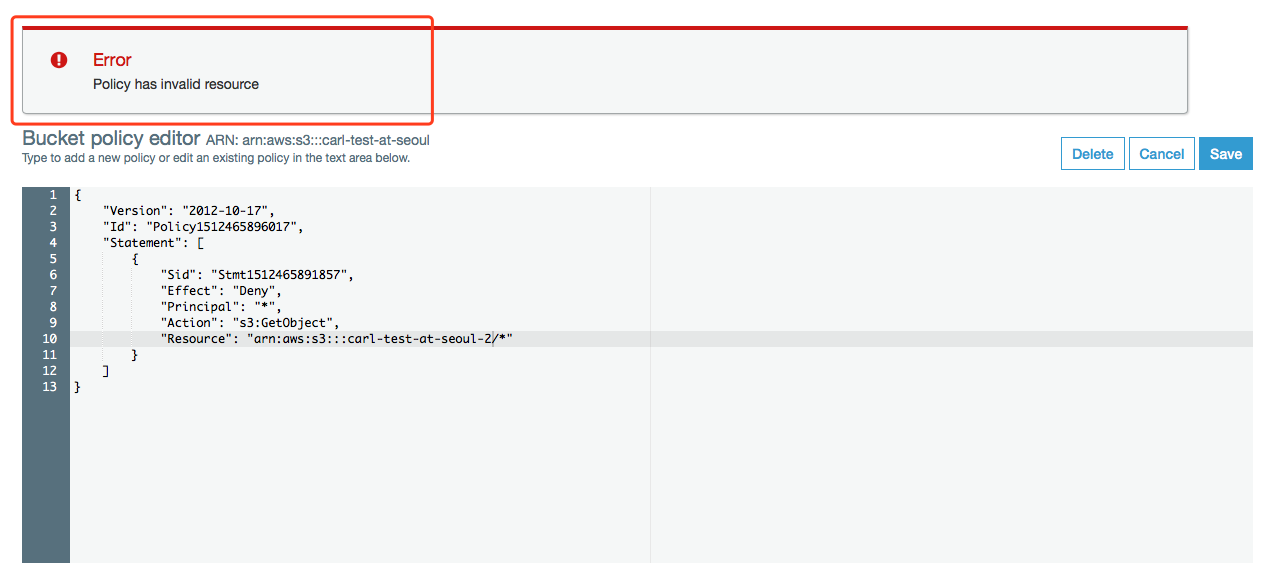 Error
Policy has invalid resource
Bucket policy editor ARN: arn:aws:s3:::carl-test-at-seoul
Type to add a new policy or edit an existing policy in the text area below.
Delete Cancel Save
1 {
2 "Version": "2012-10-17",
3 "Id": "Policy1512465896017",
4 "Statement": [
5 {
6 "Sid": "Stmt1512465891857",
7 "Effect": "Deny",
8 "Principal": "*",
9 "Action": "s3:GetObject",
10 "Resource": "arn:aws:s3:::carl-test-at-seoul-2/*"
11 }
12 ]
13 }